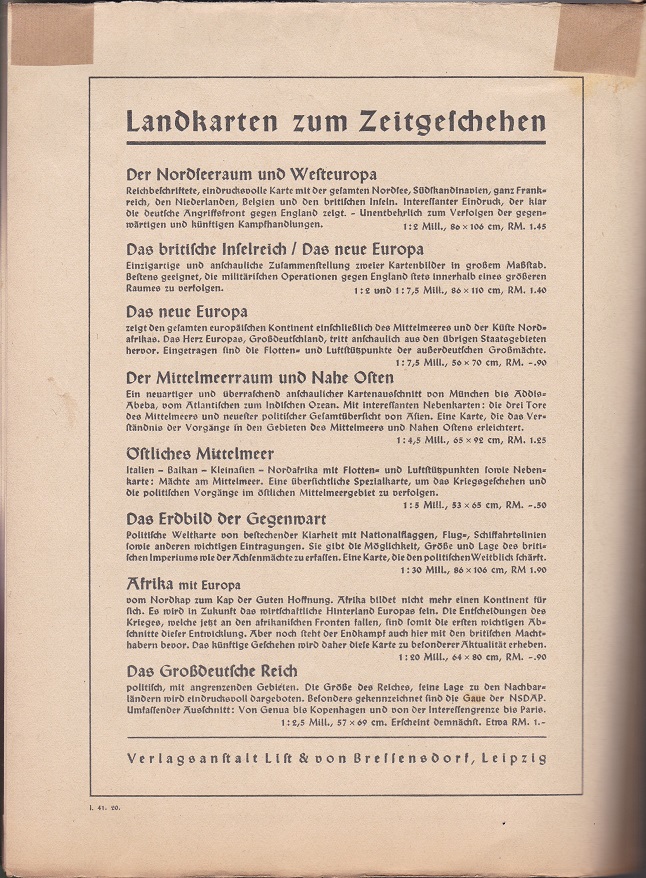 Landkarten zum Zeitgeschehen
Der Nordseeraum und Westeuropa
Reichbeschriftete, eindrucksvolle Karte mit der gesamten Nordsee, Südskandinavien, ganz Frank-
reich, den Niederlanden, Belgien und den britischen Inseln. Interessanter Eindruck, der klar
die deutsche Angriffsfront gegen England zeigt. - Unentbehrlich zum Verfolgen der gegen-
wärtigen und künftigen Kampfhandlungen. 1:2 Mill., 86 × 106 cm, RM. 1.45
Das britische Inselreich / Das neue Europa
Einzigartige und anschauliche Zusammenstellung zweier Kartenbilder in großem Maßstab.
Bestens geeignet, die militärischen Operationen gegen England stets innerhalb eines größeren
Raumes zu verfolgen. 1:2 und 1:7,5 Mill., 86 × 110 cm, RM. 1.40
Das neue Europa
zeigt den gesamten europäischen Kontinent einschließlich des Mittelmeeres und der Küste Nord-
afrikas. Das Herz Europas, Großdeutschland, tritt anschaulich aus den übrigen Staatsgebieten
hervor. Eingetragen sind die Flotten- und Luftstützpunkte der außerdeutschen Großmächte.
1:7,5 Mill., 56 × 70 cm, RM. -.90
Der Mittelmeerraum und Nahe Osten
Ein neuartiger und überraschend anschaulicher Kartenausschnitt von München bis Addis-
Abeba, vom Atlantischen zum Indischen Ozean. Mit interessanten Nebenkarten: die drei Tore
des Mittelmeers und neuester politischer Gesamtübersicht von Asien. Eine Karte, die das Ver-
ständnis der Vorgänge in den Gebieten des Mittelmeers und Nahen Ostens erleichtert.
1:4,5 Mill., 65 × 92 cm, RM. 1.25
Östliches Mittelmeer
Italien – Balkan – Kleinasien – Nordafrika mit Flotten- und Luftstützpunkten sowie Neben-
karte: Mächte am Mittelmeer. Eine übersichtliche Spezialkarte, um das Kriegsgeschehen und
die politischen Vorgänge im östlichen Mittelmeergebiet zu verfolgen.
1:5 Mill., 53 × 65 cm, RM. -.50
Das Erdbild der Gegenwart
Politische Weltkarte von bestechender Klarheit mit Nationalflaggen, Flug-, Schiffahrtslinien
sowie anderen wichtigen Eintragungen. Sie gibt die Möglichkeit, Größe und Lage des briti-
schen Imperiums wie der Achsenmächte zu erfassen. Eine Karte, die den politischen Weitblick schärft.
1:30 Mill., 86 × 106 cm, RM 1.90
Afrika mit Europa
vom Nordkap zum Kap der Guten Hoffnung. Afrika bildet nicht mehr einen Kontinent für
sich. Es wird in Zukunft das wirtschaftliche Hinterland Europas sein. Die Entscheidungen des
Krieges, welche jetzt an den afrikanischen Fronten fallen, sind somit die ersten wichtigen Ab-
schnitte dieser Entwicklung. Aber noch steht der Endkampf auch hier mit den britischen Macht-
habern bevor. Das künftige Geschehen wird daher diese Karte zu besonderer Aktualität erheben.
1:20 Mill., 64 × 80 cm, RM. -.90
Das Großdeutsche Reich
politisch, mit angrenzenden Gebieten. Die Größe des Reiches, seine Lage zu den Nachbar-
ländern wird eindrucksvoll dargeboten. Besonders gekennzeichnet sind die Gaue der NSDAP.
Umfassender Ausschnitt: Von Genua bis Kopenhagen und von der Interessengrenze bis Paris.
1:2,5 Mill., 57 × 69 cm. Erscheint demnächst. Etwa RM. 1.-
Verlagsanstalt List & von Bressensdorf, Leipzig
I. 41. 20.